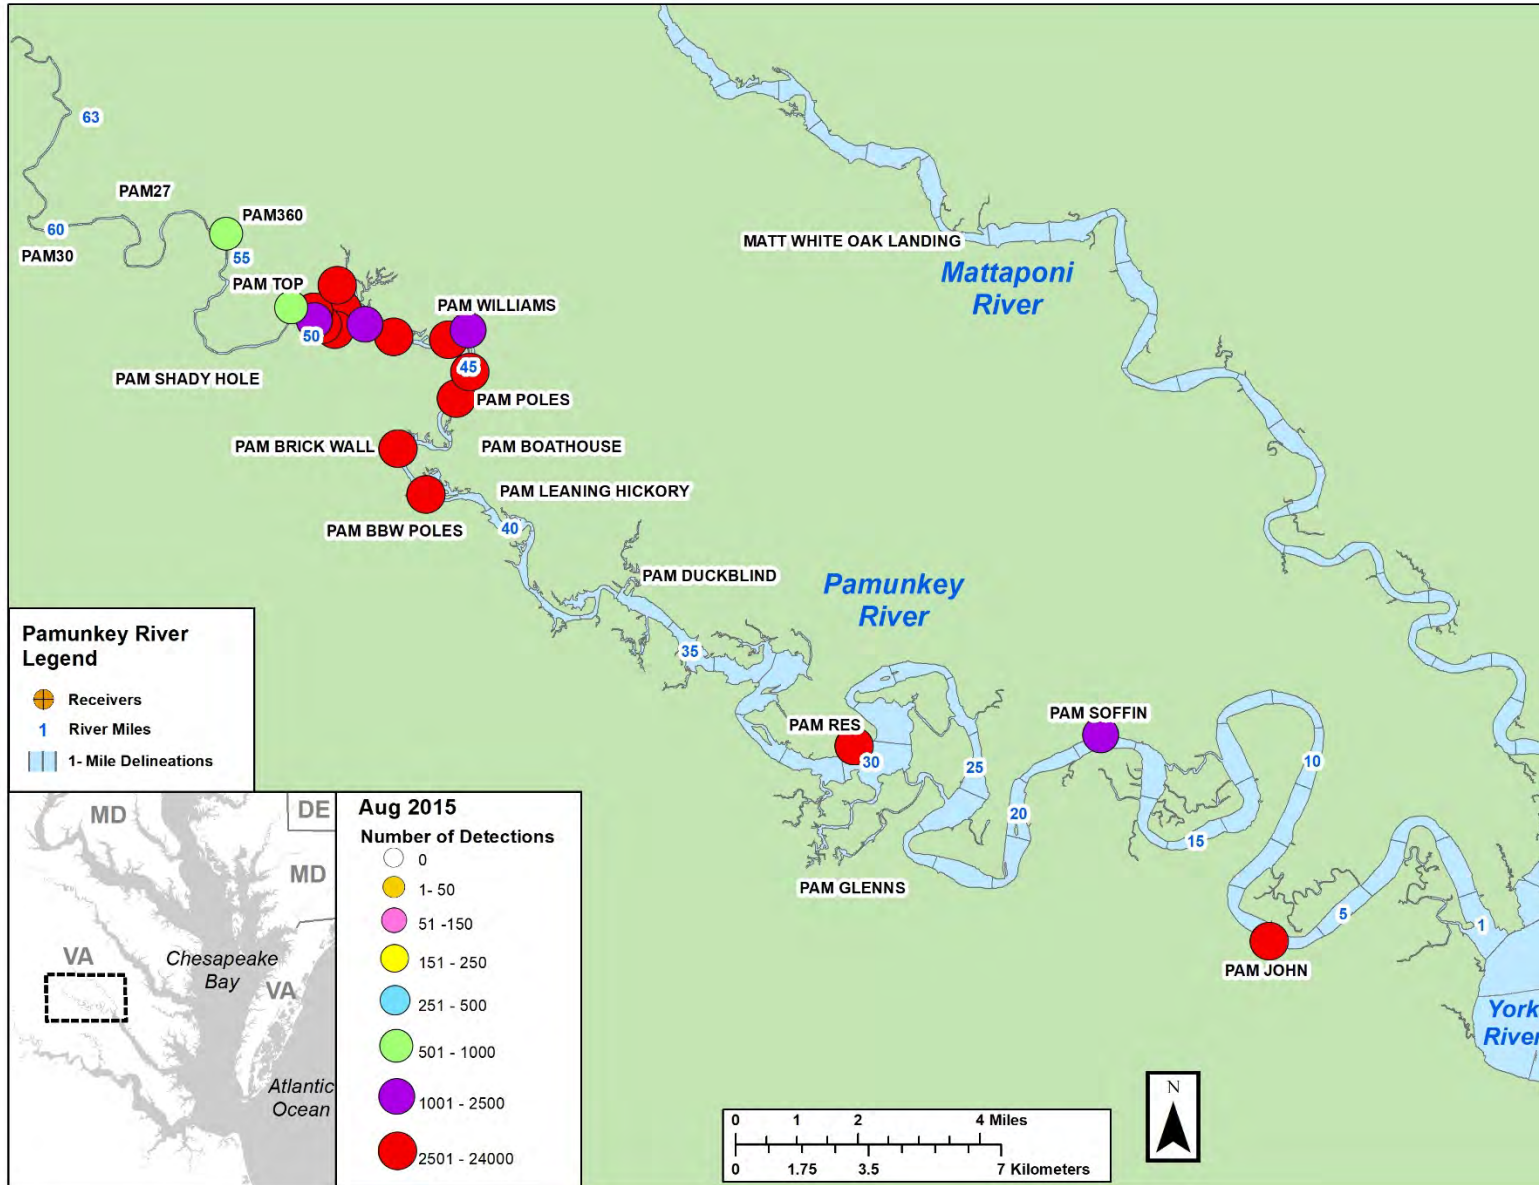 63
PAM27
PAM360
60
PAM30
55
PAM TOP
MATT WHITE OAK LANDING
Mattaponi
River
PAM WILLIAMS
50
45
PAM SHADY HOLE
PAM POLES
PAM BRICK WALL
PAM BOATHOUSE
PAM LEANING HICKORY
PAM BBW POLES
40
PAM DUCKBLIND
Pamunkey
River
35
PAM RES
30
25
PAM SOFFIN
20
15
10
PAM GLENNS
5
1
PAM JOHN
York
River
Pamunkey River
Legend
Receivers
1 River Miles
1- Mile Delineations
MD
DE
MD
VA
Chesapeake
Bay
VA
Atlantic
Ocean
Aug 2015
Number of Detections
0
1- 50
51 -150
151 - 250
251 - 500
501 - 1000
1001 - 2500
2501 - 24000
0 1 2 4 Miles
0 1.75 3.5 7 Kilometers
N